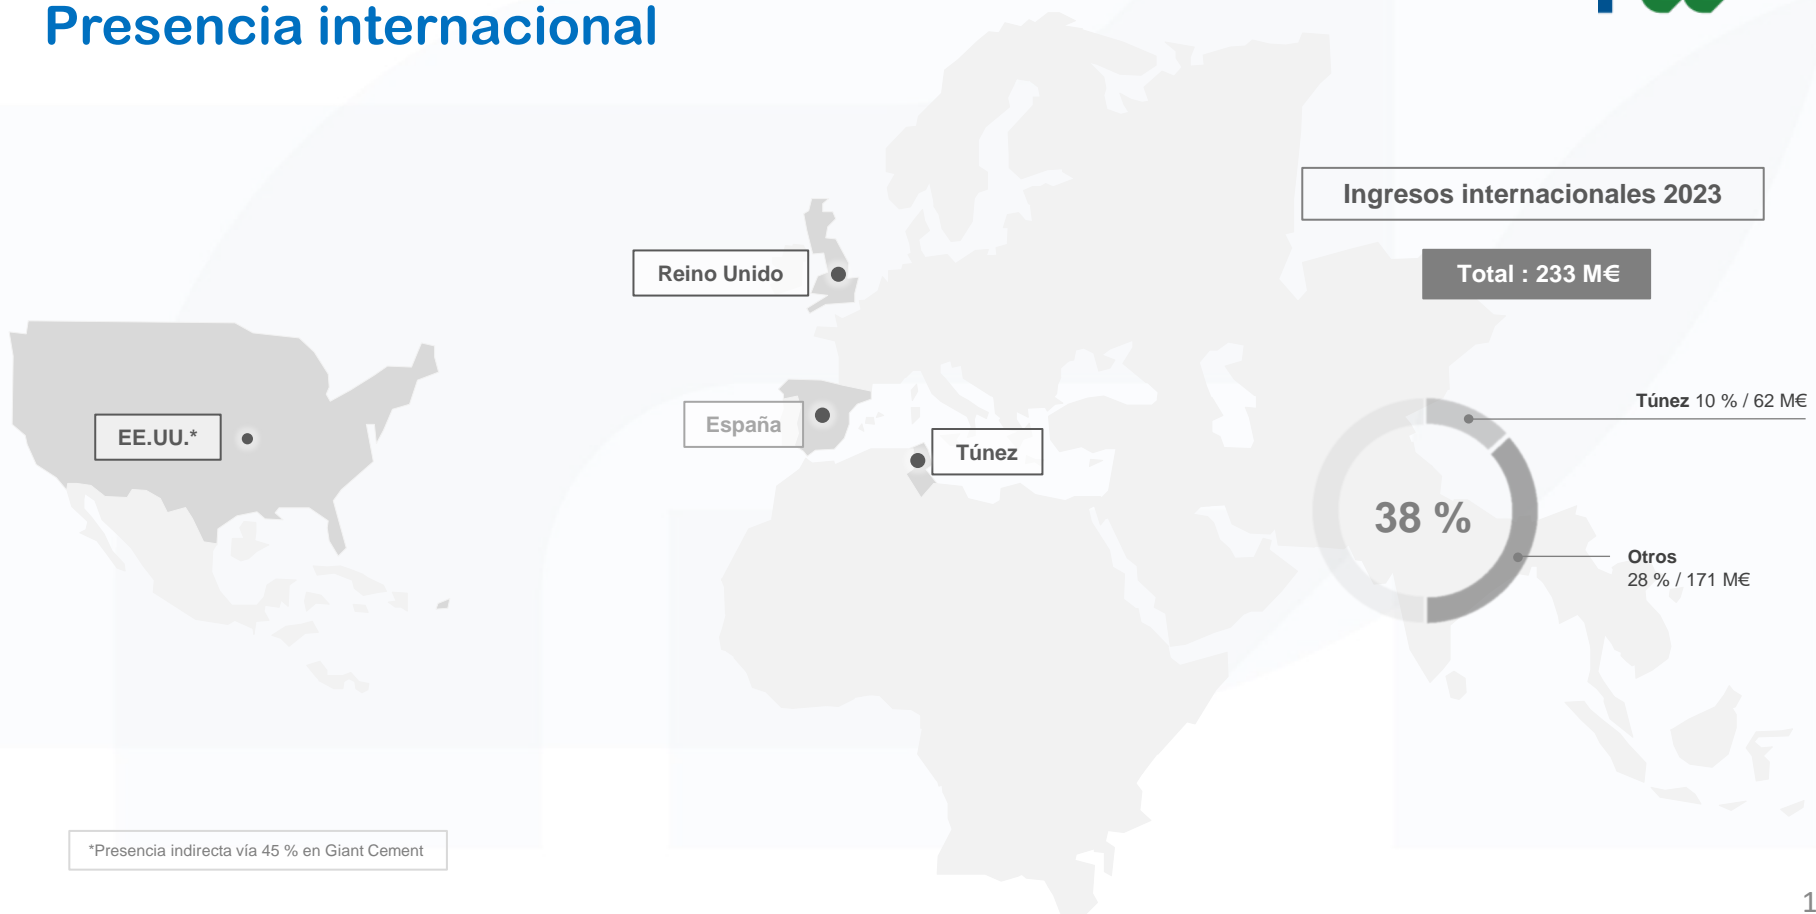 Presencia internacional
Ingresos internacionales 2023
Total : 233 M€
Reino Unido
EE.UU.*
España
Túnez
Túnez 10 % / 62 M€
38 %
Otros
28 % / 171 M€
*Presencia indirecta vía 45 % en Giant Cement